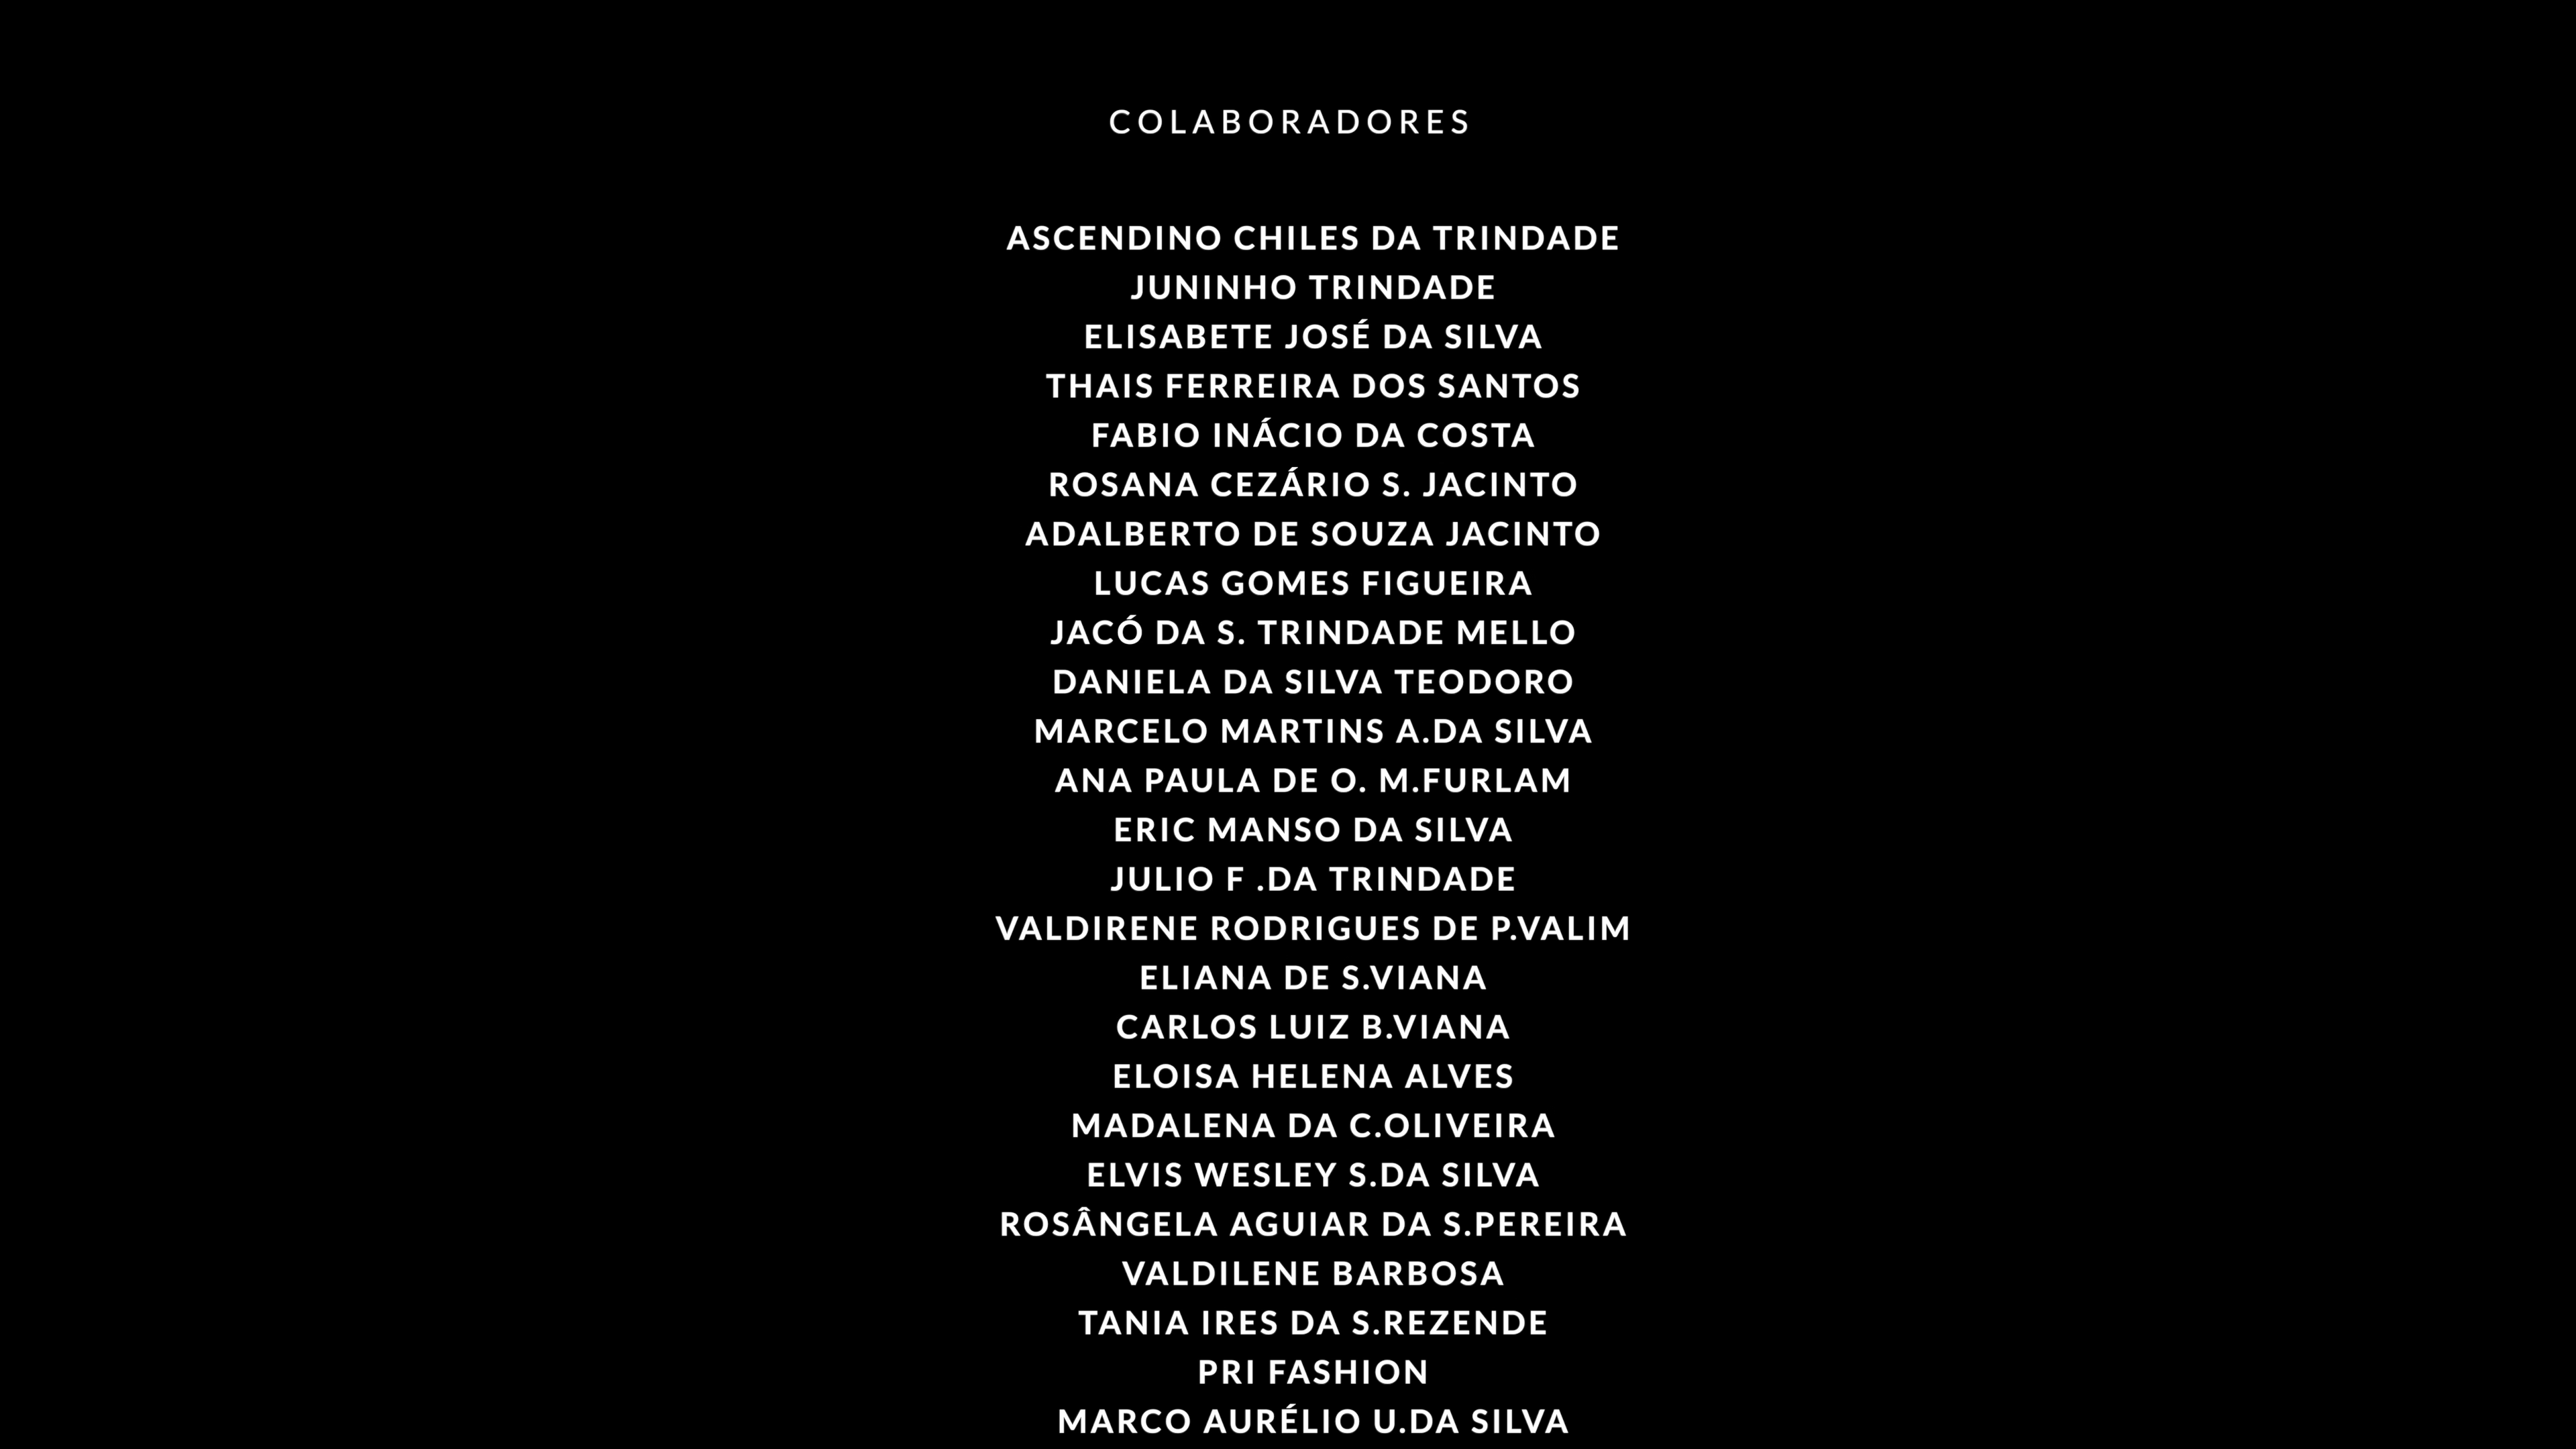 COLABORADORES
ASCENDINO CHILES DA TRINDADE
JUNINHO TRINDADE
ELISABETE JOSÉ DA SILVA
THAIS FERREIRA DOS SANTOS
FABIO INÁCIO DA COSTA
ROSANA CEZÁRIO S. JACINTO
ADALBERTO DE SOUZA JACINTO
LUCAS GOMES FIGUEIRA
JACÓ DA S. TRINDADE MELLO
DANIELA DA SILVA TEODORO
MARCELO MARTINS A.DA SILVA
ANA PAULA DE O. M.FURLAM
ERIC MANSO DA SILVA
JULIO F .DA TRINDADE
VALDIRENE RODRIGUES DE P.VALIM
ELIANA DE S.VIANA
CARLOS LUIZ B.VIANA
ELOISA HELENA ALVES
MADALENA DA C.OLIVEIRA
ELVIS WESLEY S.DA SILVA
ROSÂNGELA AGUIAR DA S.PEREIRA
VALDILENE BARBOSA
TANIA IRES DA S.REZENDE
PRI FASHION
MARCO AURÉLIO U.DA SILVA